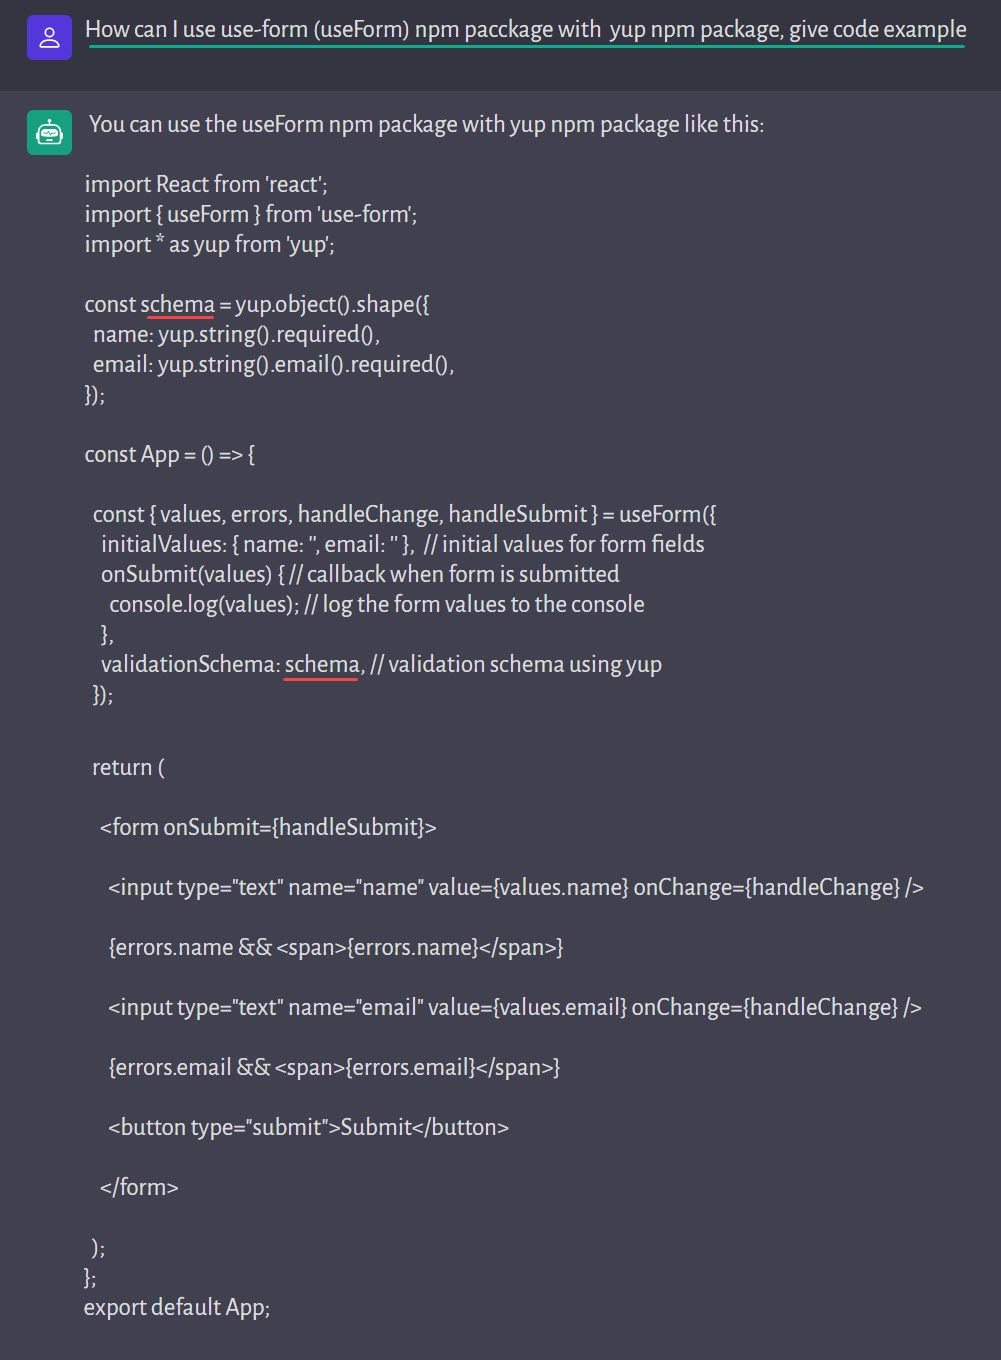 How can I use use-form (useForm) npm pacckage with yup npm package, give code example
You can use the useForm npm package with yup npm package like this:
import React from 'react';
import { useForm } from 'use-form';
import * as yup from 'yup';
const schema = yup.object().shape({
name: yup.string().required(),
email: yup.string().email().required(),
});
const App = () => {
const { values, errors, handleChange, handleSubmit } = useForm({
initialValues: { name: '', email: '' }, // initial values for form fields
onSubmit(values) { // callback when form is submitted
console.log(values); // log the form values to the console
},
validationSchema: schema, // validation schema using yup
});
return (
<form onSubmit={handleSubmit}>
<input type="text" name="name" value={values.name} onChange={handleChange} />
{errors.name && <span>{errors.name}</span>}
<input type="text" name="email" value={values.email} onChange={handleChange} />
{errors.email && <span>{errors.email}</span>}
<button type="submit">Submit</button>
</form>
);
};
export default App;